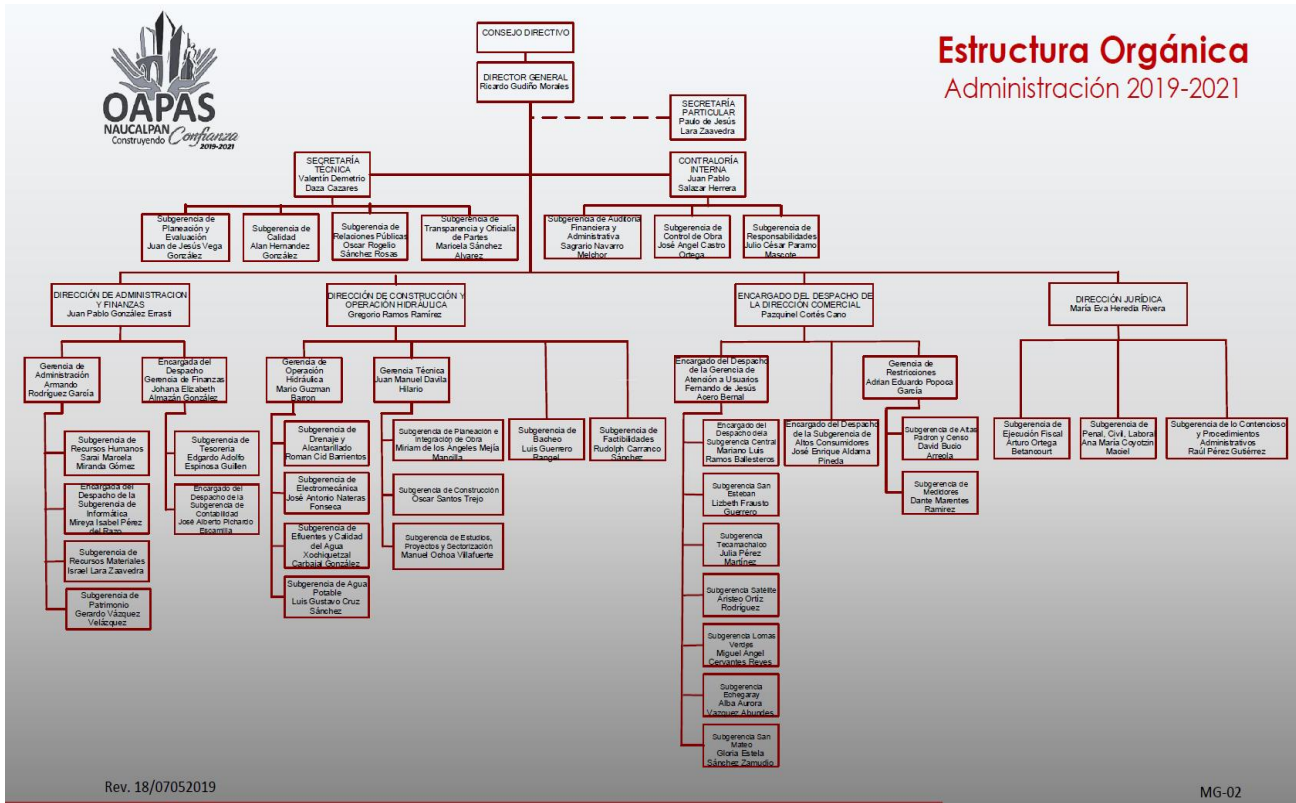 CONSEJO DIRECTIVO
DIRECTOR GENERAL
Ricardo Gudiño Morales
Estructura Orgánica
Administración 2019-2021
OAPAS
NAUCALPAN
Construyendo Confianza
2019-2021
SECRETARÍA
PARTICULAR
Paulo de Jesús
Lara Zaavedra
SECRETARÍA
TÉCNICA
Valentín Demetrio
Daza Cazares
CONTRALORÍA
INTERNA
Juan Pablo
Salazar Herrera
Subgerencia de
Planeación y
Evaluación
Juan de Jesús Vega
González
Subgerencia de
Calidad
Alan Hernandez
González
Subgerencia de
Relaciones Públicas
Oscar Rogelio
Sánchez Rosas
Subgerencia de
Transparencia y Oficialía
de Partes
Maricela Sánchez
Alvarez
Subgerencia de Auditoría
Financiera y
Administrativa
Sagrario Navarro
Melchor
Subgerencia de
Control de Obra
José Angel Castro
Ortega
Subgerencia de
Responsabilidades
Julio César Paramo
Mascote
DIRECCIÓN DE ADMINISTRACION
Y FINANZAS
Juan Pablo González Errasti
DIRECCIÓN DE CONSTRUCCIÓN Y
OPERACIÓN HIDRÁULICA
Gregorio Ramos Ramírez
ENCARGADO DEL DESPACHO DE
LA DIRECCIÓN COMERCIAL
Pazquinel Cortés Cano
DIRECCIÓN JURÍDICA
María Eva Heredia Rivera
Gerencia de
Administración
Armando
Rodríguez García
Encargada del
Despacho
Gerencia de Finanzas
Johana Elizabeth
Almazán González
Gerencia de
Operación
Hidráulica
Mario Guzman
Barron
Gerencia Técnica
Juan Manuel Davila
Hilario
Encargado del Despacho
de la Gerencia de
Atención a Usuarios
Fernando de Jesús
Acero Bernal
Gerencia de
Restricciones
Adrian Eduardo Popoca
García
Subgerencia de
Recursos Humanos
Sarai Marcela
Miranda Gómez
Encargado del
Despacho de la
Subgerencia de
Informática
Mireya Isabel Pérez
del Razo
Subgerencia de
Recursos Materiales
Israel Lara Zaavedra
Subgerencia de
Patrimonio
Gerardo Vázquez
Velázquez
Subgerencia de
Tesoreria
Edgardo Adolfo
Espinosa Guillen
Encargado del
Despacho de la
Subgerencia de
Contabilidad
José Alberto Pichardo
Escamilla
Subgerencia de
Drenaje y
Alcantarillado
Roman Cid Barrientos
Subgerencia de
Electromecánica
José Antonio Nateras
Fonseca
Subgerencia de
Efluentes y Calidad
del Agua
Xochiquetzal
Carbajal González
Subgerencia de Agua
Potable
Luis Gustavo Cruz
Sánchez
Subgerencia de Planeación e
Integración de Obra
Miriam de los Angeles Mejía
Mancilla
Subgerencia de Construcción
Oscar Santos Trejo
Subgerencia de Estudios,
Proyectos y Sectorización
Manuel Ochoa Villafuerte
Subgerencia de
Bacheo
Luis Guerrero
Rangel
Subgerencia de
Factibilidades
Rudolph Carranco
Sánchez
Encargado del
Despacho dela
Subgerencia Central
Mariano Luis
Ramos Ballesteros
Subgerencia San
Esteban
Lizbeth Frausto
Guerrero
Subgerencia
Tecamachalco
Julia Pérez
Martínez
Subgerencia Satélite
Aristeo Ortíz
Rodríguez
Subgerencia Lomas
Verdes
Miguel Angel
Cervantes Reyes
Subgerencia
Echegaray
Alba Aurora
Vazquez Abundes
Subgerencia San
Mateo
Gloria Estela
Sánchez Zamudio
Encargado del Despacho
de la Subgerencia de
Altos Consumidores
José Enrique Aldama
Pineda
Subgerencia de Altas
Padron y Censo
David Bucio
Arreola
Subgerencia de
Medidores
Dante Marentes
Ramirez
Subgerencia de
Ejecución Fiscal
Arturo Ortega
Betancourt
Subgerencia de
Penal, Civil, Laboral
Ana María Coyotzin
Maciel
Subgerencia de lo Contencioso
y Procedimientos
Administrativos
Raúl Pérez Gutiérrez
Rev. 18/07052019
MG-02